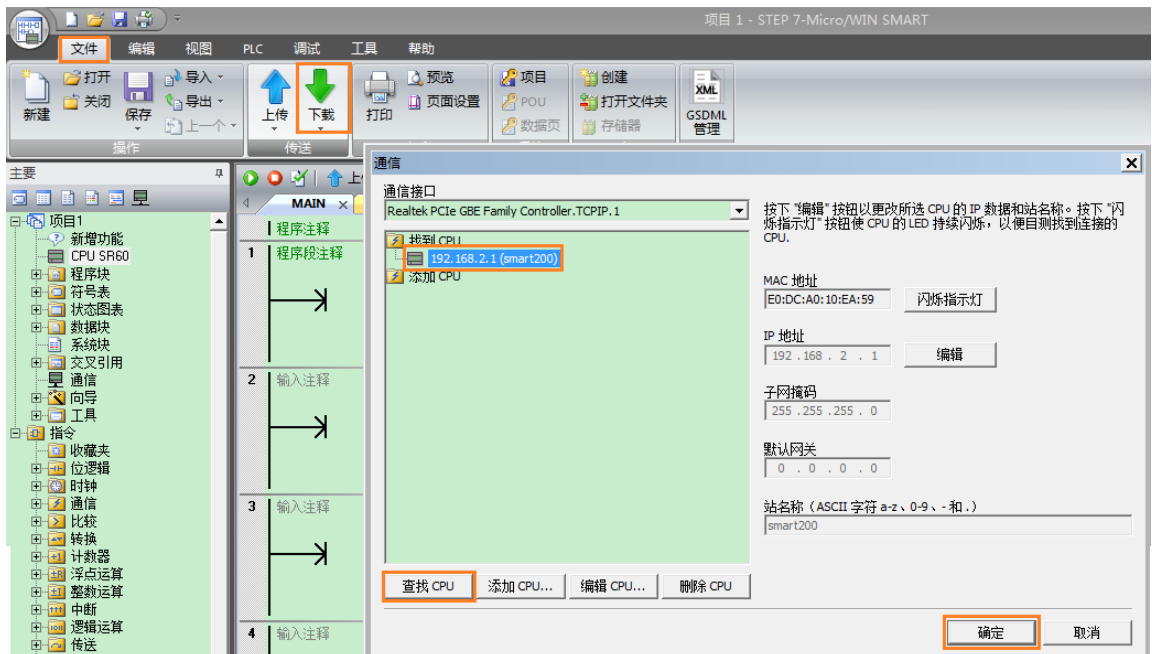 项目 1 - STEP 7-Micro/WIN SMART
文件 编辑 视图 PLC 调试 工具 帮助
新建
打开
关闭
保存
导入
导出
上一个
操作
上传
下载
传送
打印
预览
页面设置
项目
POU
数据页
创建
打开文件夹
存储器
XML
GSDML
管理
主要
项目1
新增功能
CPU SR60
程序块
符号表
状态图表
数据块
系统块
交叉引用
通信
向导
工具
指令
收藏夹
位逻辑
时钟
通信
比较
转换
计数器
浮点运算
整数运算
中断
逻辑运算
传送
上
MAIN
程序注释
1 程序段注释
2 输入注释
3 输入注释
4 输入注释
通信
通信接口
Realtek PCIe GBE Family Controller.TCPIP.1
找到 CPU
192.168.2.1 (smart200)
添加 CPU
查找 CPU 添加 CPU... 编辑 CPU... 删除 CPU
按下 "编辑" 按钮以更改所选 CPU 的 IP 数据和站名称。按下 "闪
烁指示灯" 按钮使 CPU 的 LED 持续闪烁，以便目测找到连接的
CPU.
MAC 地址
E0:DC:A0:10:EA:59 闪烁指示灯
IP 地址
192 . 168 . 2 . 1 编辑
子网掩码
255 . 255 . 255 . 0
默认网关
0 . 0 . 0 . 0
站名称（ASCII 字符 a-z、0-9、- 和 .）
smart200
确定 取消